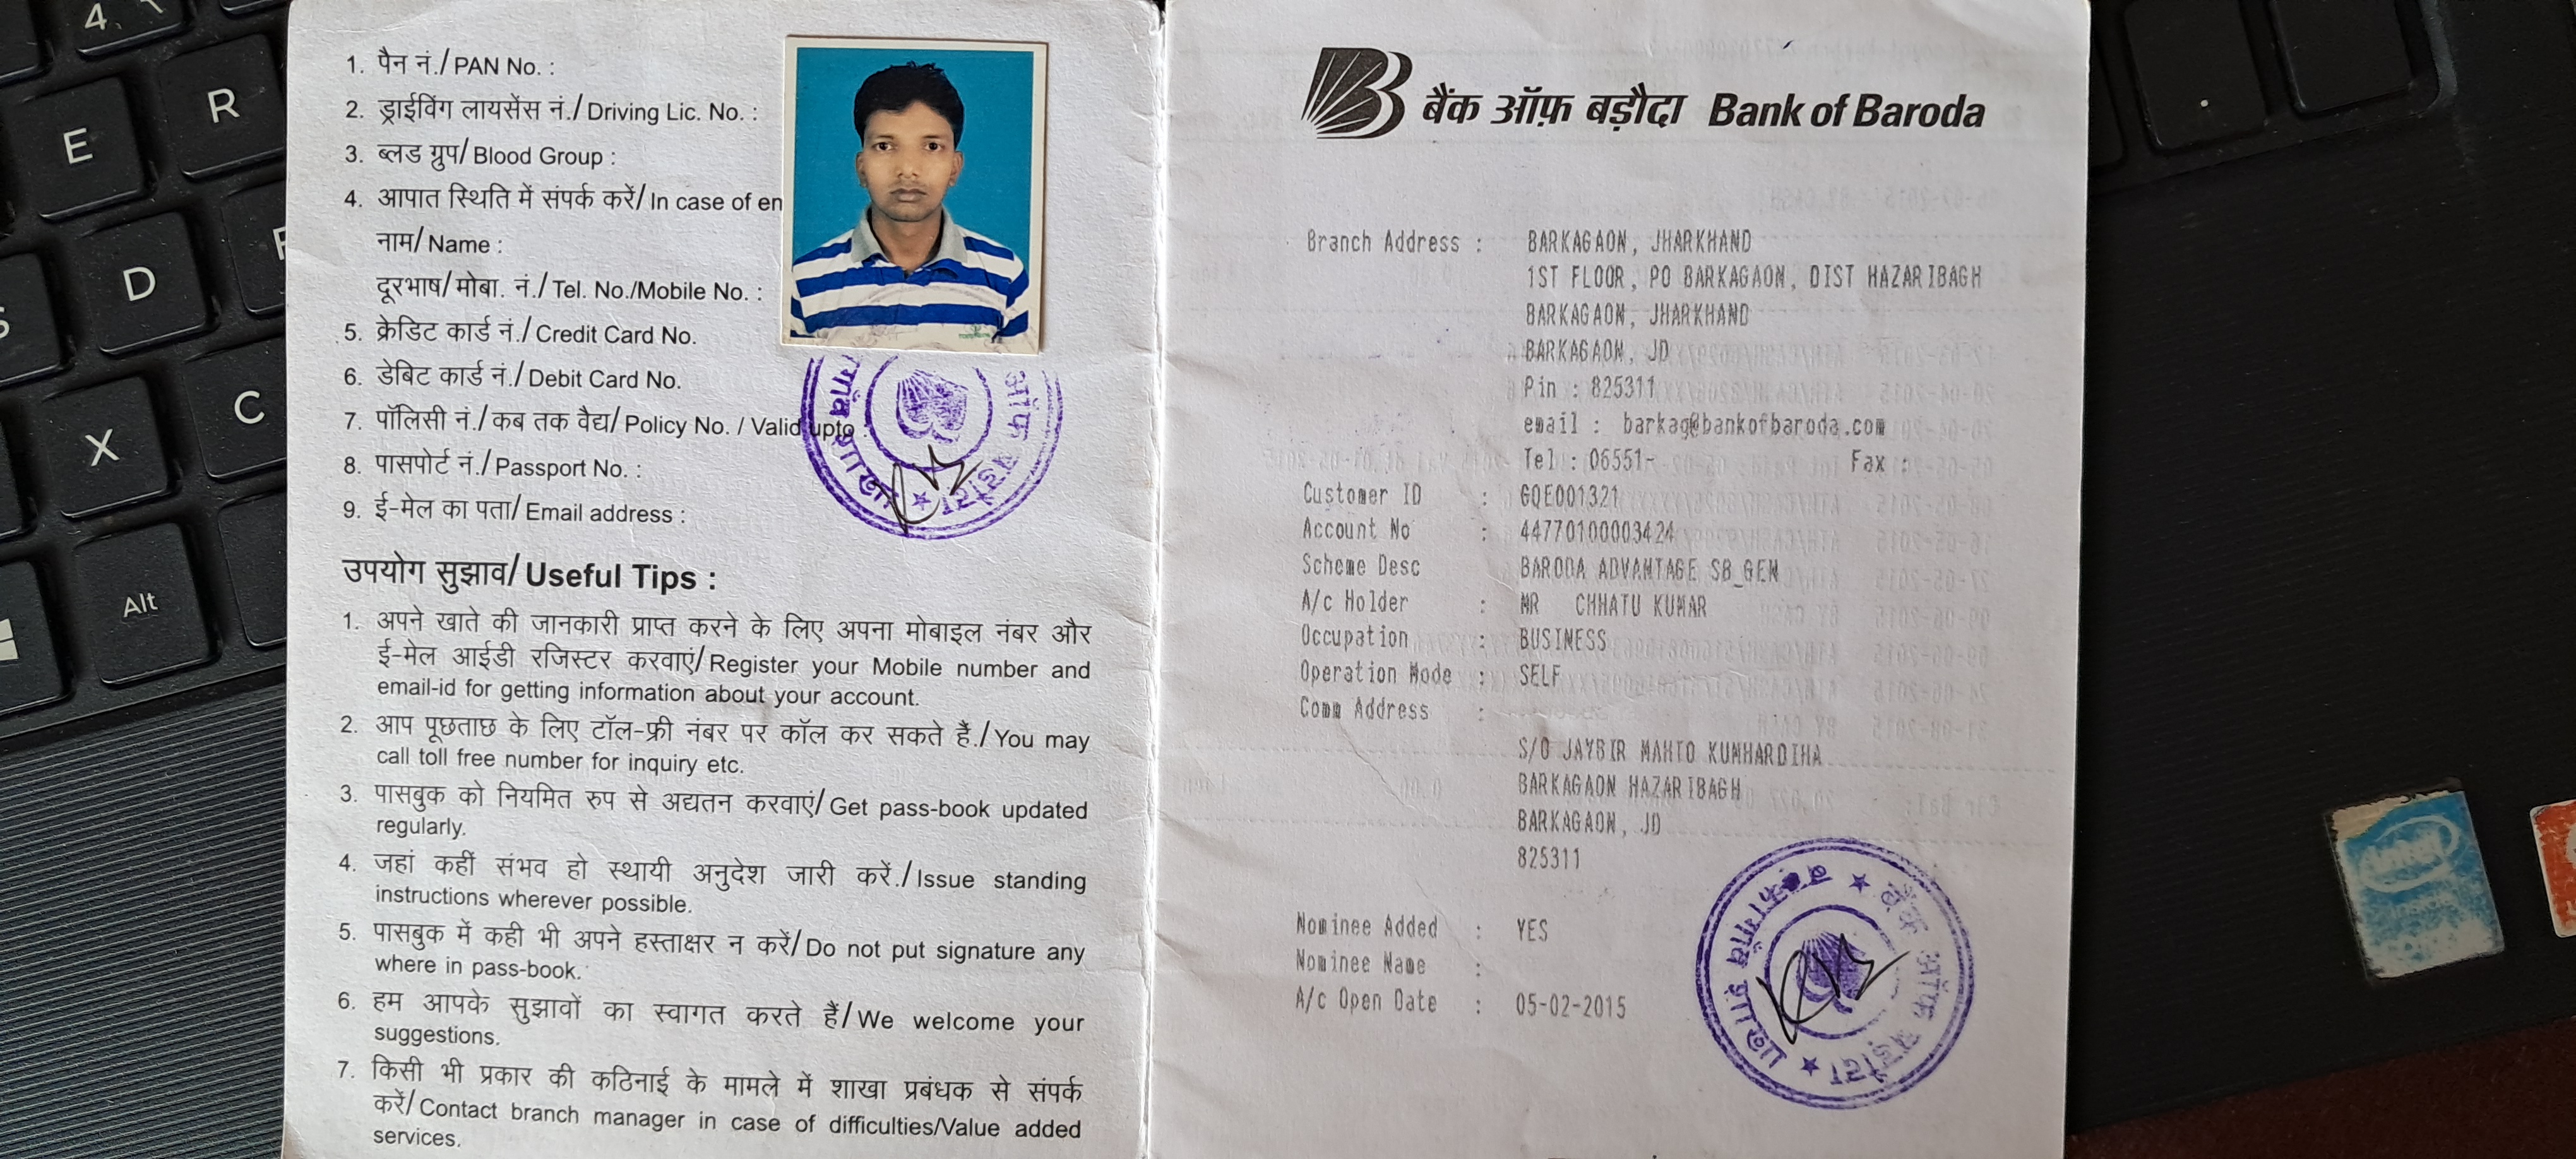 1. पैन नं./ PAN No. :
2. ड्राईविंग लायसेंस नं./ Driving Lic. No. :
3. ब्लड ग्रुप/ Blood Group :
4. आपात स्थिति में संपर्क करें/ In case of en
नाम/ Name :
दूरभाष/ मोबा. नं./ Tel. No./Mobile No. :
5. क्रेडिट कार्ड नं./ Credit Card No.
6. डेबिट कार्ड नं./ Debit Card No.
7. पॉलिसी नं./ कब तक वैद्य/ Policy No. / Valid upto
8. पासपोर्ट नं./ Passport No. :
9. ई-मेल का पता/ Email address :
उपयोग सुझाव/ Useful Tips :
1. अपने खाते की जानकारी प्राप्त करने के लिए अपना मोबाइल नंबर और
ई-मेल आईडी रजिस्टर करवाएं/ Register your Mobile number and
email-id for getting information about your account.
2. आप पूछताछ के लिए टॉल-फ्री नंबर पर कॉल कर सकते हैं./ You may
call toll free number for inquiry etc.
3. पासबुक को नियमित रुप से अद्यतन करवाएं/ Get pass-book updated
regularly.
4. जहां कहीं संभव हो स्थायी अनुदेश जारी करें./ Issue standing
instructions wherever possible.
5. पासबुक में कही भी अपने हस्ताक्षर न करें/ Do not put signature any
where in pass-book.
6. हम आपके सुझावों का स्वागत करते हैं/ We welcome your
suggestions.
7. किसी भी प्रकार की कठिनाई के मामले में शाखा प्रबंधक से संपर्क
करें/ Contact branch manager in case of difficulties/Value added
services.
बैंक ऑफ़ बड़ौदा Bank of Baroda
Branch Address : BARKAGAON, JHARKHAND
1ST FLOOR, PO BARKAGAON, DIST HAZARIBAGH
BARKAGAON, JHARKHAND
BARKAGAON, JD
Pin : 825311
email : barkag@bankofbaroda.com
Tel : 06551- Fax :
Customer ID : GQE001321
Account No : 44770100003424
Scheme Desc BARODA ADVANTAGE SB_GEN
A/c Holder : MR CHHATU KUMAR
Occupation : BUSINESS
Operation Mode : SELF
Comm Address :
S/O JAYBIR MAHTO KUMHARDIHA
BARKAGAON HAZARIBAGH
BARKAGAON, JD
825311
Nominee Added : YES
Nominee Name :
A/c Open Date : 05-02-2015
बैंक ऑफ बड़ौदा
बड़कागांव शाखा
4
E
R
D
X
C
Alt